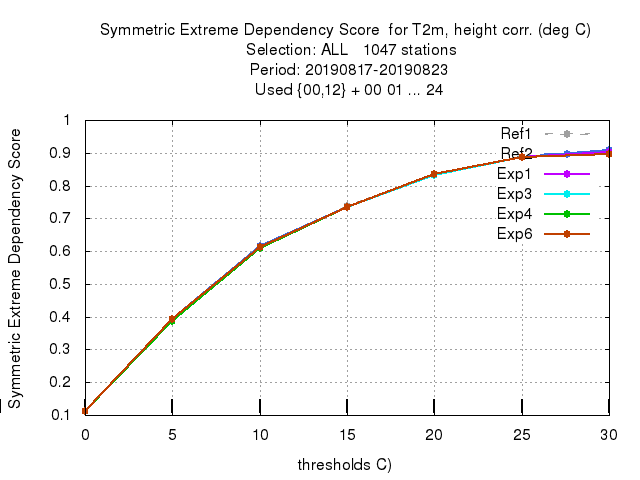 Symmetric Extreme Dependency Score for T2m, height corr. (deg C)
Selection: ALL 1047 stations
Period: 20190817-20190823
Used {00,12} + 00 01 ... 24
Symmetric Extreme Dependency Score
1
0.9
0.8
0.7
0.6
0.5
0.4
0.3
0.2
0.1
Ref1
Ref2
Exp1
Exp3
Exp4
Exp6
0 5 10 15 20 25 30
thresholds C)